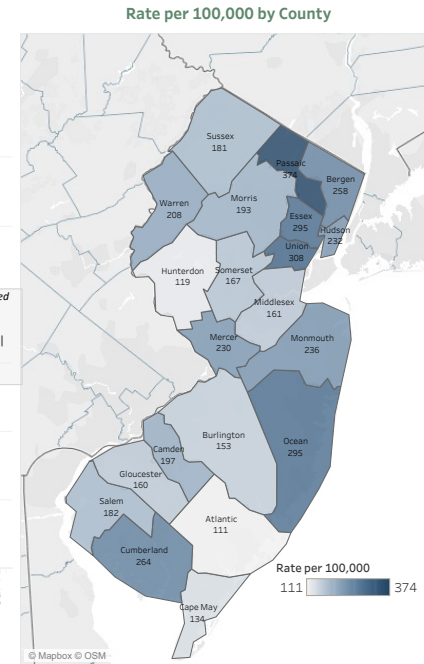 Rate per 100,000 by County
Sussex
181
Passaic
374
Bergen
258
Warren
208
Morris
193
Essex
295
Hudson
232
Union
308
Hunterdon
119
Somerset
167
Middlesex
161
Mercer
230
Monmouth
236
Burlington
153
Ocean
295
Camden
197
Gloucester
160
Salem
182
Atlantic
111
Cumberland
264
Cape May
134
Rate per 100,000
111 374
© Mapbox © OSM